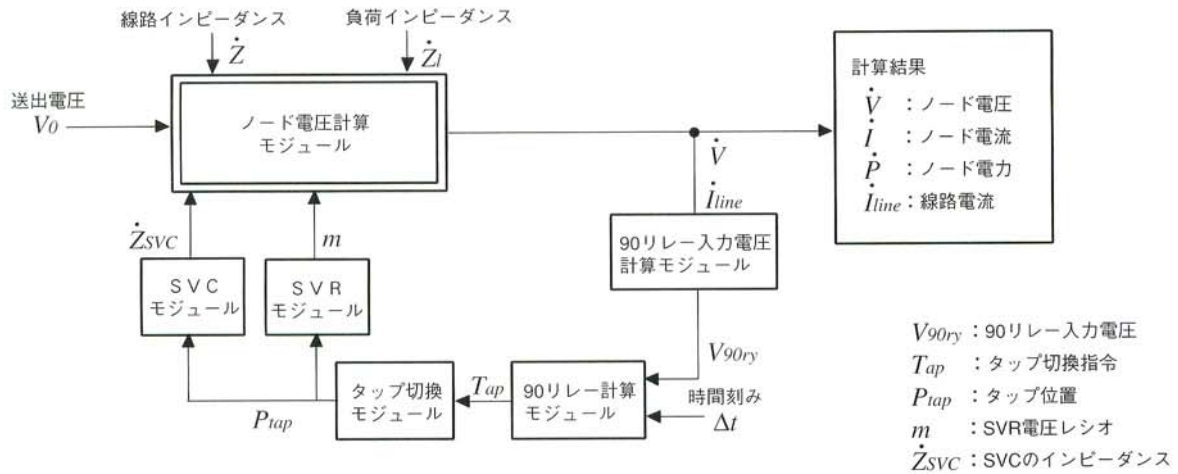 線路インピーダンス
Ż
負荷インピーダンス
Żl
送出電圧
V0
ノード電圧計算
モジュール
計算結果
V̇ ：ノード電圧
İ ：ノード電流
Ṗ ：ノード電力
İline：線路電流
V̇
İline
ŻSVC
m
90リレー入力電圧
計算モジュール
SVC
モジュール
SVR
モジュール
V90ry
タップ切換
モジュール
Tap
90リレー計算
モジュール
時間刻み
Δt
Ptap
V90ry：90リレー入力電圧
Tap ：タップ切換指令
Ptap ：タップ位置
m ：SVR電圧レシオ
ŻSVC：SVCのインピーダンス